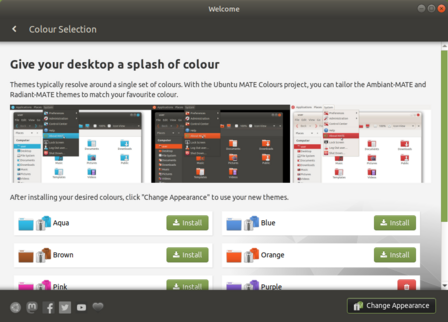 Welcome
Colour Selection
Give your desktop a splash of colour
Themes typically resolve around a single set of colours. With the Ubuntu MATE Colours project, you can tailor the Ambiant-MATE and
Radiant-MATE themes to match your favourite colour.
After installing your desired colours, click "Change Appearance" to use your new themes.
Aqua Install
Blue Install
Brown Install
Orange Install
Pink Install
Purple
Change Appearance